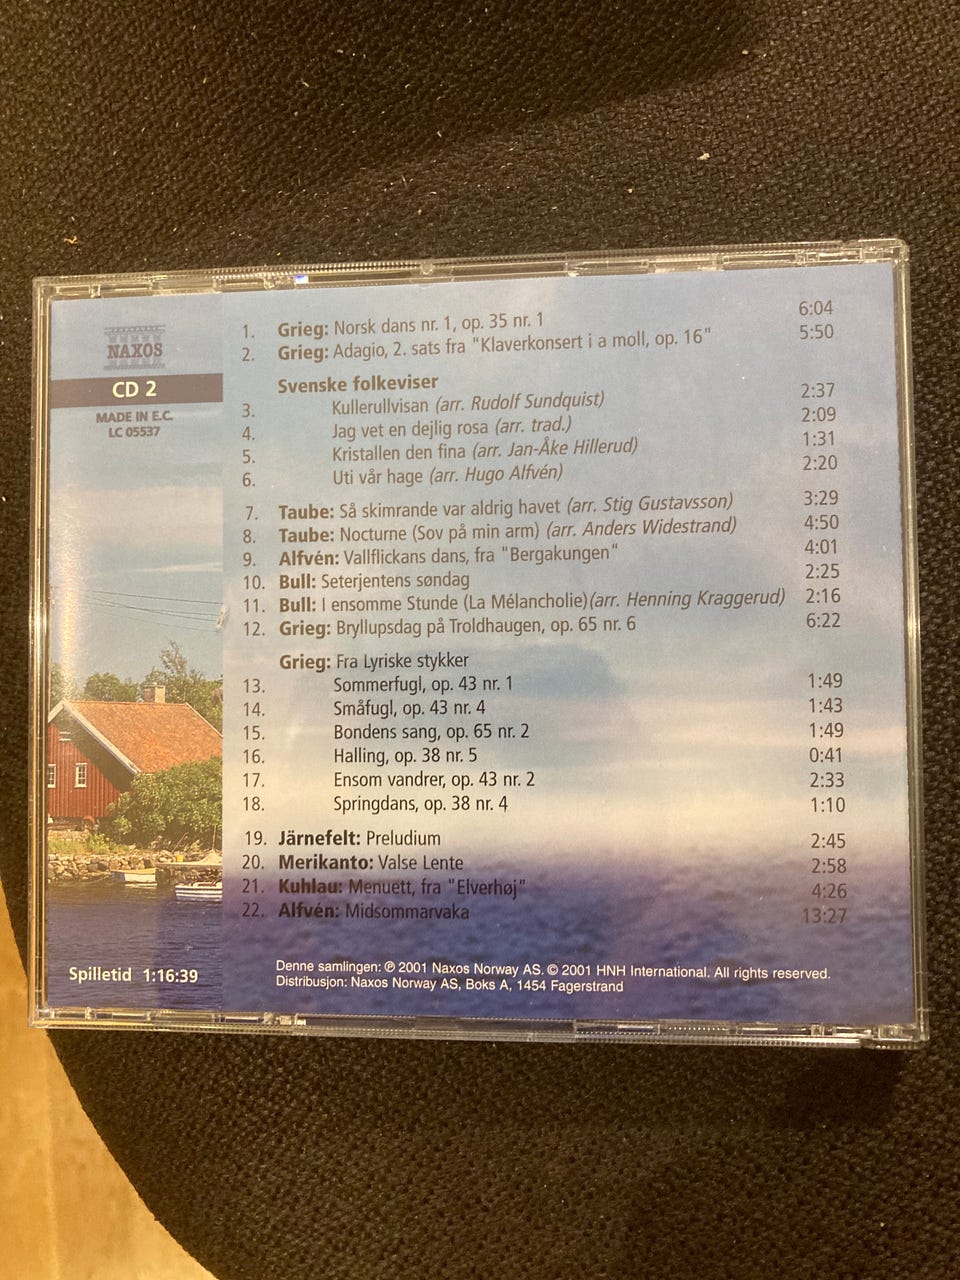 NAXOS
CD 2
MADE IN E.C.
LC 05537
1. Grieg: Norsk dans nr. 1, op. 35 nr. 1 6:04
2. Grieg: Adagio, 2. sats fra "Klaverkonsert i a moll, op. 16" 5:50
Svenske folkeviser
3. Kullerullvisan (arr. Rudolf Sundquist) 2:37
4. Jag vet en dejlig rosa (arr. trad.) 2:09
5. Kristallen den fina (arr. Jan-Åke Hillerud) 1:31
6. Uti vår hage (arr. Hugo Alfvén) 2:20
7. Taube: Så skimrande var aldrig havet (arr. Stig Gustavsson) 3:29
8. Taube: Nocturne (Sov på min arm) (arr. Anders Widestrand) 4:50
9. Alfvén: Vallflickans dans, fra "Bergakungen" 4:01
10. Bull: Seterjentens søndag 2:25
11. Bull: I ensomme Stunde (La Mélancholie)(arr. Henning Kraggerud) 2:16
12. Grieg: Bryllupsdag på Troldhaugen, op. 65 nr. 6 6:22
Grieg: Fra Lyriske stykker
13. Sommerfugl, op. 43 nr. 1 1:49
14. Småfugl, op. 43 nr. 4 1:43
15. Bondens sang, op. 65 nr. 2 1:49
16. Halling, op. 38 nr. 5 0:41
17. Ensom vandrer, op. 43 nr. 2 2:33
18. Springdans, op. 38 nr. 4 1:10
19. Järnefelt: Preludium 2:45
20. Merikanto: Valse Lente 2:58
21. Kuhlau: Menuett, fra "Elverhøj" 4:26
22. Alfvén: Midsommarvaka 13:27
Spilletid 1:16:39
Denne samlingen: ℗ 2001 Naxos Norway AS. © 2001 HNH International. All rights reserved.
Distribusjon: Naxos Norway AS, Boks A, 1454 Fagerstrand